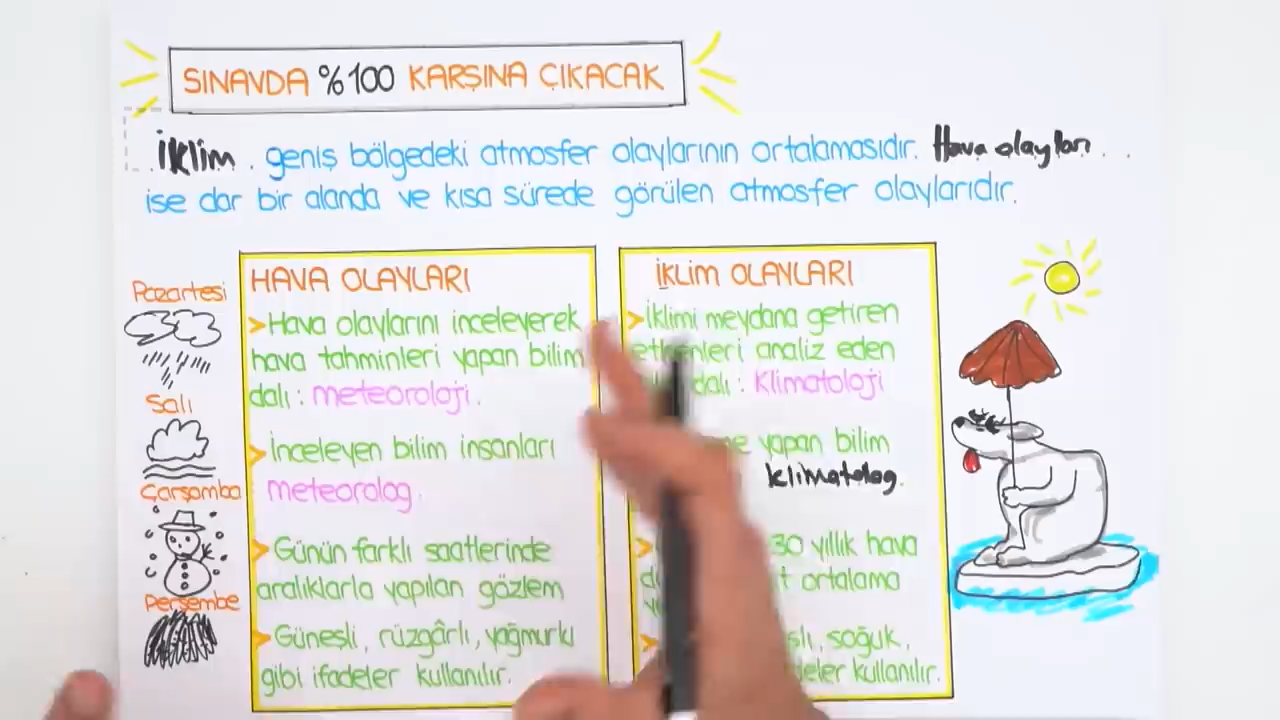 SINAVDA %100 KARŞINA ÇIKACAK
İklim. geniş bölgedeki atmosfer olaylarının ortalamasıdır. Hava olayları...
ise dar bir alanda ve kısa sürede görülen atmosfer olaylarıdır.
Pazartesi
Salı
Çarşamba
Perşembe
HAVA OLAYLARI
>Hava olaylarını inceleyerek
hava tahminleri yapan bilim
dalı: meteoroloji.
>İnceleyen bilim insanları
meteorolog.
>Günün farklı saatlerinde
aralıklarla yapılan gözlem
>Güneşli, rüzgârlı, yağmurlu
gibi ifadeler kullanılır.
İKLİM OLAYLARI
>İklimi meydana getiren
analiz eden
dalı: Klimatoloji
yapan bilim
klimatolog.
30 yıllık hava
ortalama
soğuk,
kullanılır.